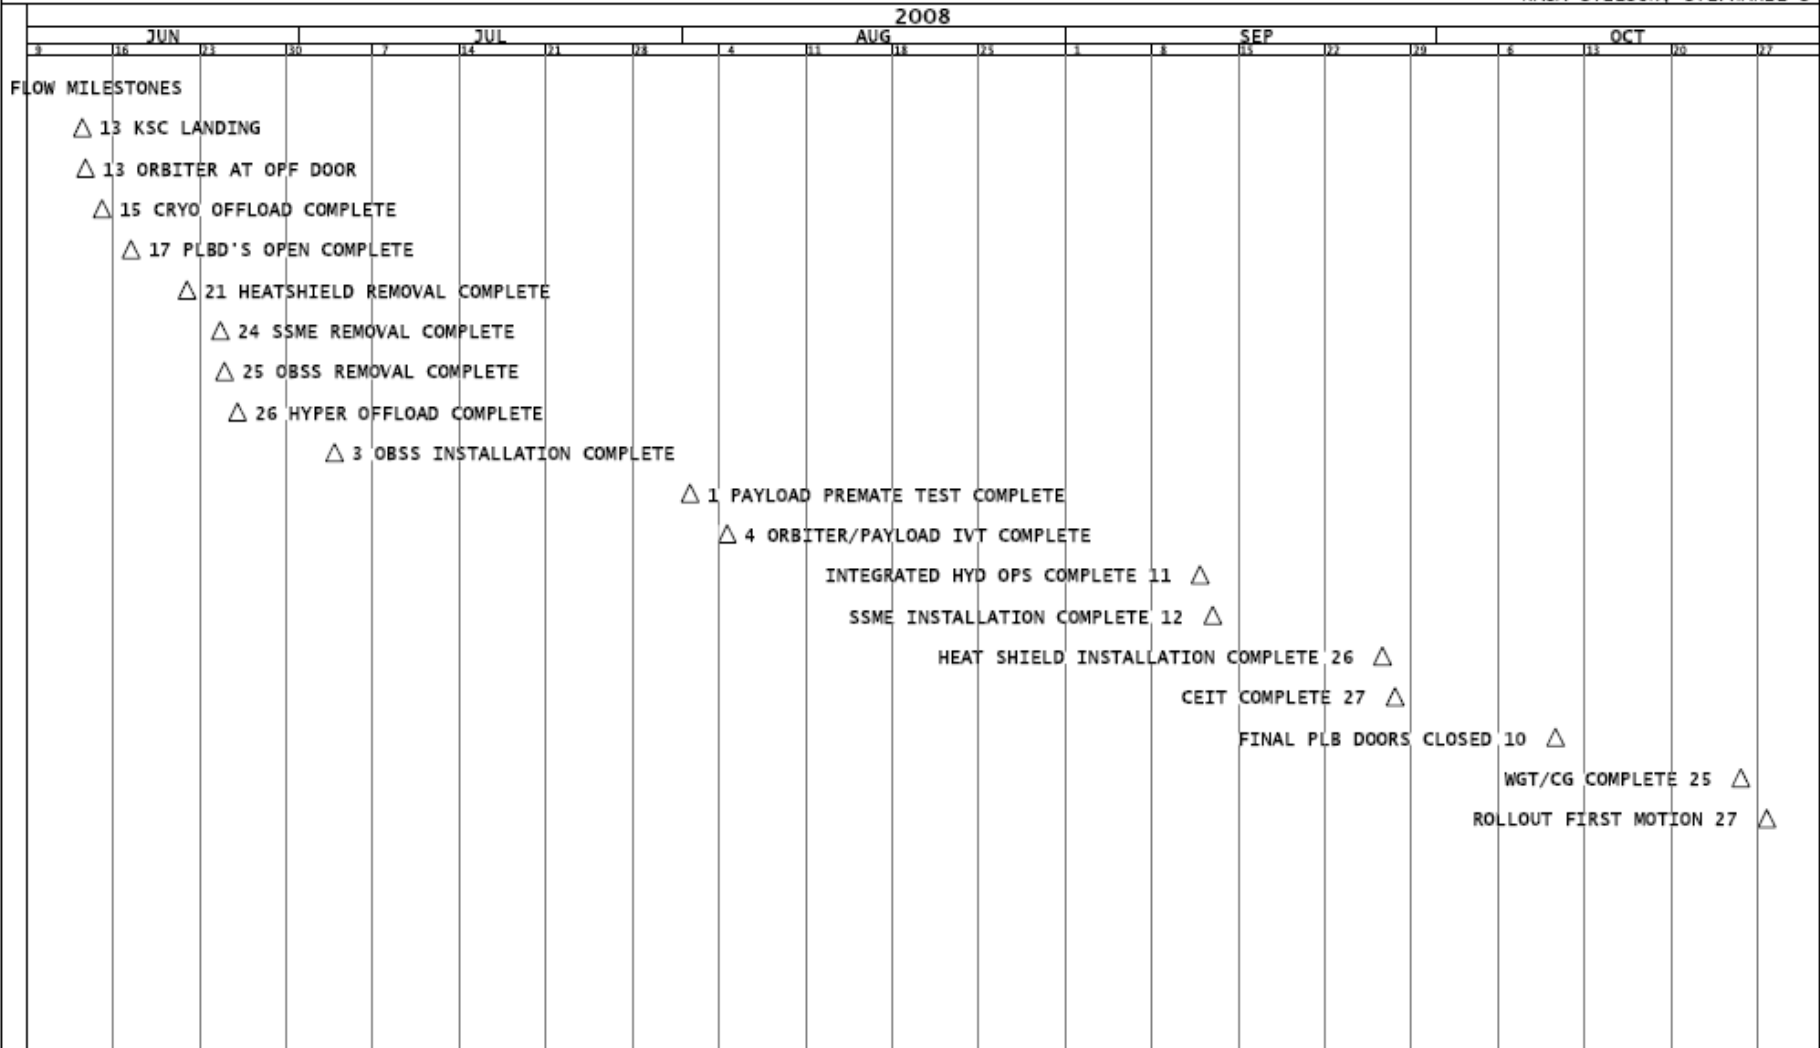 2008
JUN JUL AUG SEP OCT
9 16 23 30 7 14 21 28 4 11 18 25 1 8 15 22 29 6 13 20 27
FLOW MILESTONES
13 KSC LANDING
13 ORBITER AT OPF DOOR
15 CRYO OFFLOAD COMPLETE
17 PLBD'S OPEN COMPLETE
21 HEATSHIELD REMOVAL COMPLETE
24 SSME REMOVAL COMPLETE
25 OBSS REMOVAL COMPLETE
26 HYPER OFFLOAD COMPLETE
3 OBSS INSTALLATION COMPLETE
1 PAYLOAD PREMATE TEST COMPLETE
4 ORBITER/PAYLOAD IVT COMPLETE
INTEGRATED HYD OPS COMPLETE 11
SSME INSTALLATION COMPLETE 12
HEAT SHIELD INSTALLATION COMPLETE 26
CEIT COMPLETE 27
FINAL PLB DOORS CLOSED 10
WGT/CG COMPLETE 25
ROLLOUT FIRST MOTION 27